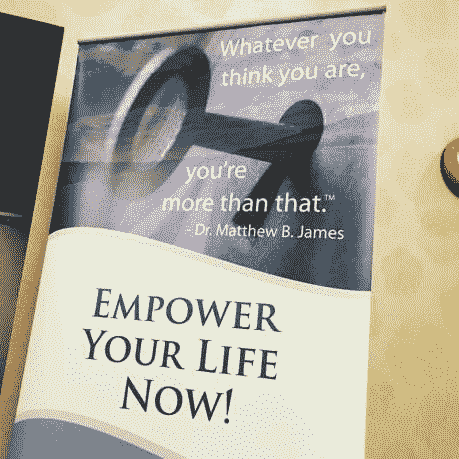 Whatever you
think you are,
you're
more than that.™
- Dr. Matthew B. James
EMPOWER
YOUR LIFE
NOW!